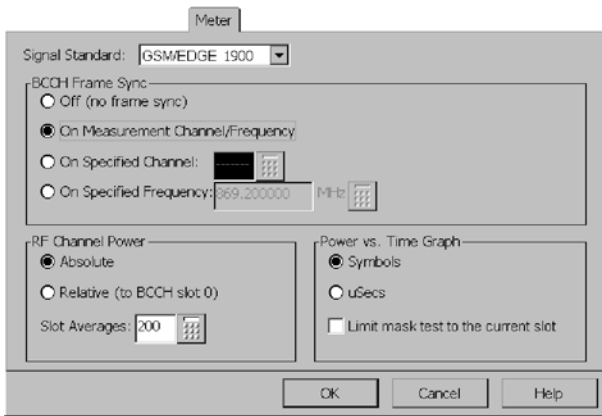 Meter
Signal Standard: GSM/EDGE 1900
BCCH Frame Sync
Off (no frame sync)
On Measurement Channel/Frequency
On Specified Channel: ------
On Specified Frequency: 869.200000 MHz
RF Channel Power
Absolute
Relative (to BCCH slot 0)
Slot Averages: 200
Power vs. Time Graph
Symbols
uSecs
Limit mask test to the current slot
OK Cancel Help